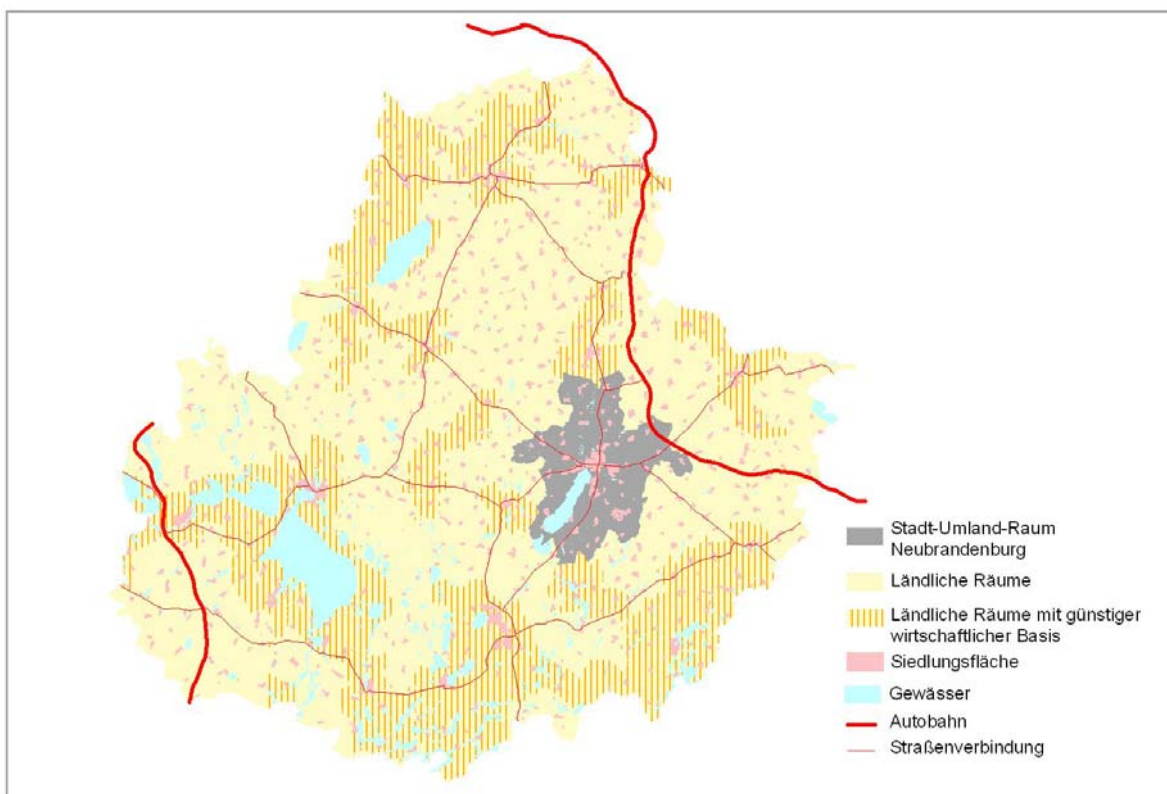 Stadt-Umland-Raum
Neubrandenburg
Ländliche Räume
Ländliche Räume mit günstiger
wirtschaftlicher Basis
Siedlungsfläche
Gewässer
Autobahn
Straßenverbindung